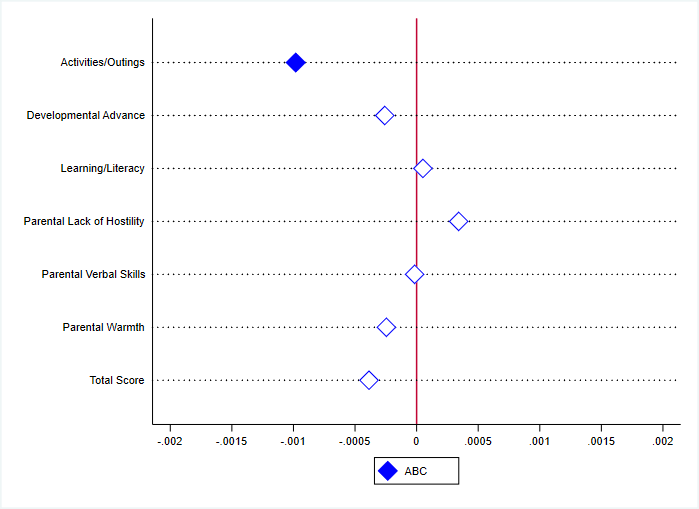 Activities/Outings
Developmental Advance
Learning/Literacy
Parental Lack of Hostility
Parental Verbal Skills
Parental Warmth
Total Score
-.002 -.0015 -.001 -.0005 0 .0005 .001 .0015 .002
ABC